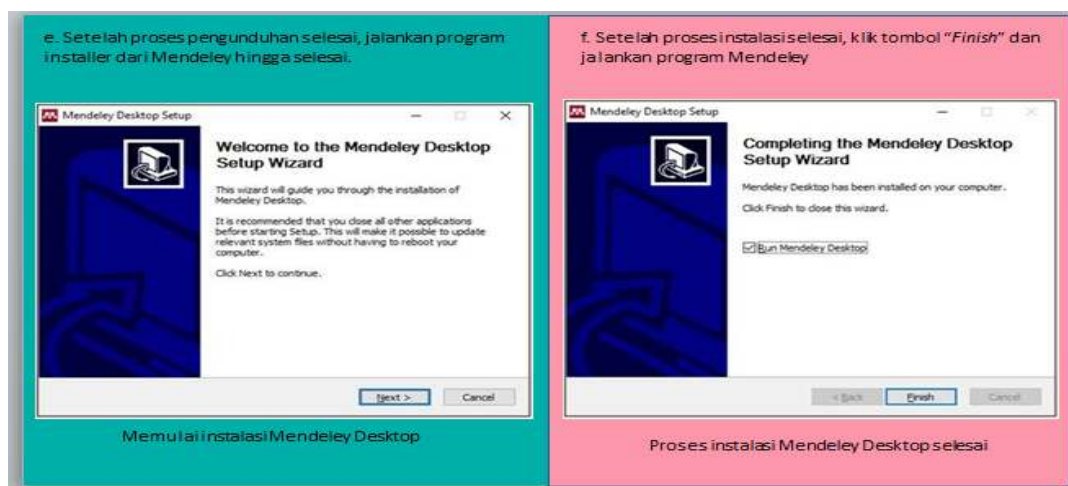 e. Setelah proses pengunduhan selesai, jalankan program
installer dari Mendeley hingga selesai.
Mendeley Desktop Setup
Welcome to the Mendeley Desktop
Setup Wizard
This wizard will guide you through the installation of
Mendeley Desktop.
It is recommended that you close all other applications
before starting Setup. This will make it possible to update
relevant system files without having to reboot your
computer.
Click Next to continue.
Next >
Cancel
Memulai instalasi Mendeley Desktop
f. Setelah proses instalasi selesai, klik tombol "Finish" dan
jalankan program Mendeley
Mendeley Desktop Setup
Completing the Mendeley Desktop
Setup Wizard
Mendeley Desktop has been installed on your computer.
Click Finish to close this wizard.
Run Mendeley Desktop
< Back
Finish
Cancel
Proses instalasi Mendeley Desktop selesai